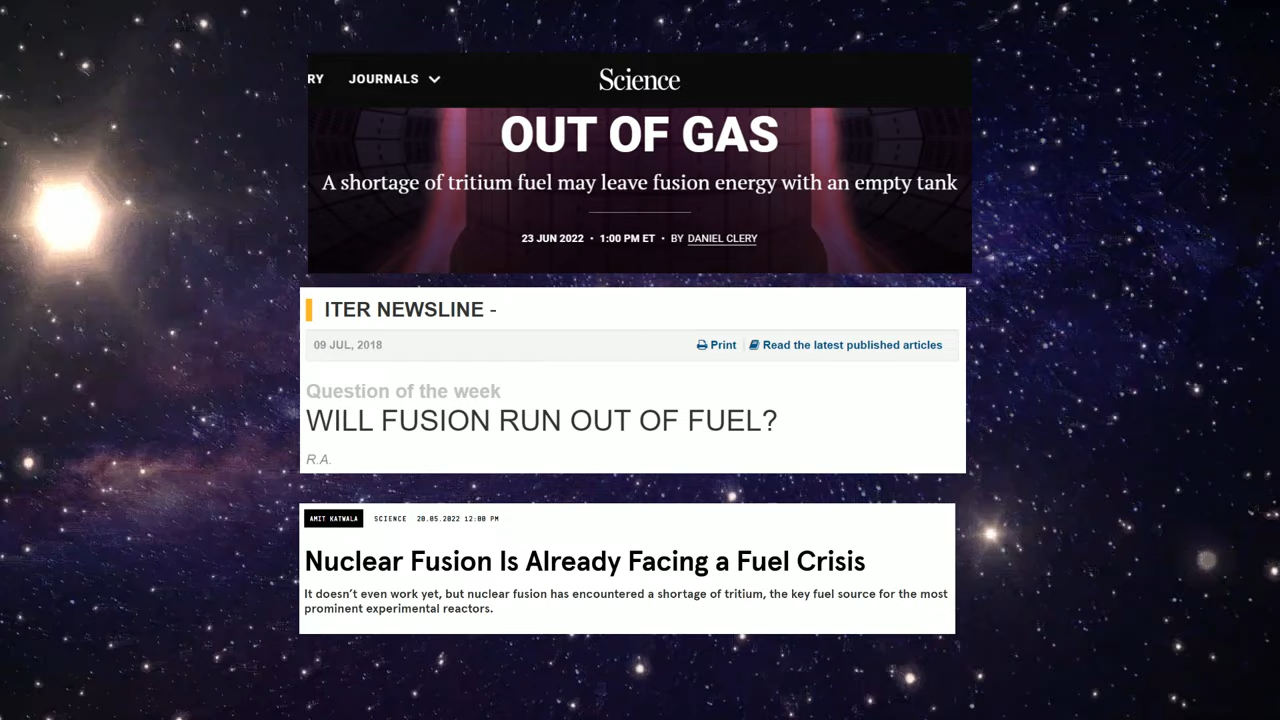 RY JOURNALS Science
OUT OF GAS
A shortage of tritium fuel may leave fusion energy with an empty tank
23 JUN 2022 • 1:00 PM ET • BY DANIEL CLERY
ITER NEWSLINE -
09 JUL, 2018 Print Read the latest published articles
Question of the week
WILL FUSION RUN OUT OF FUEL?
R.A.
AMIT KATWALA SCIENCE 20.05.2022 12:00 PM
Nuclear Fusion Is Already Facing a Fuel Crisis
It doesn't even work yet, but nuclear fusion has encountered a shortage of tritium, the key fuel source for the most
prominent experimental reactors.